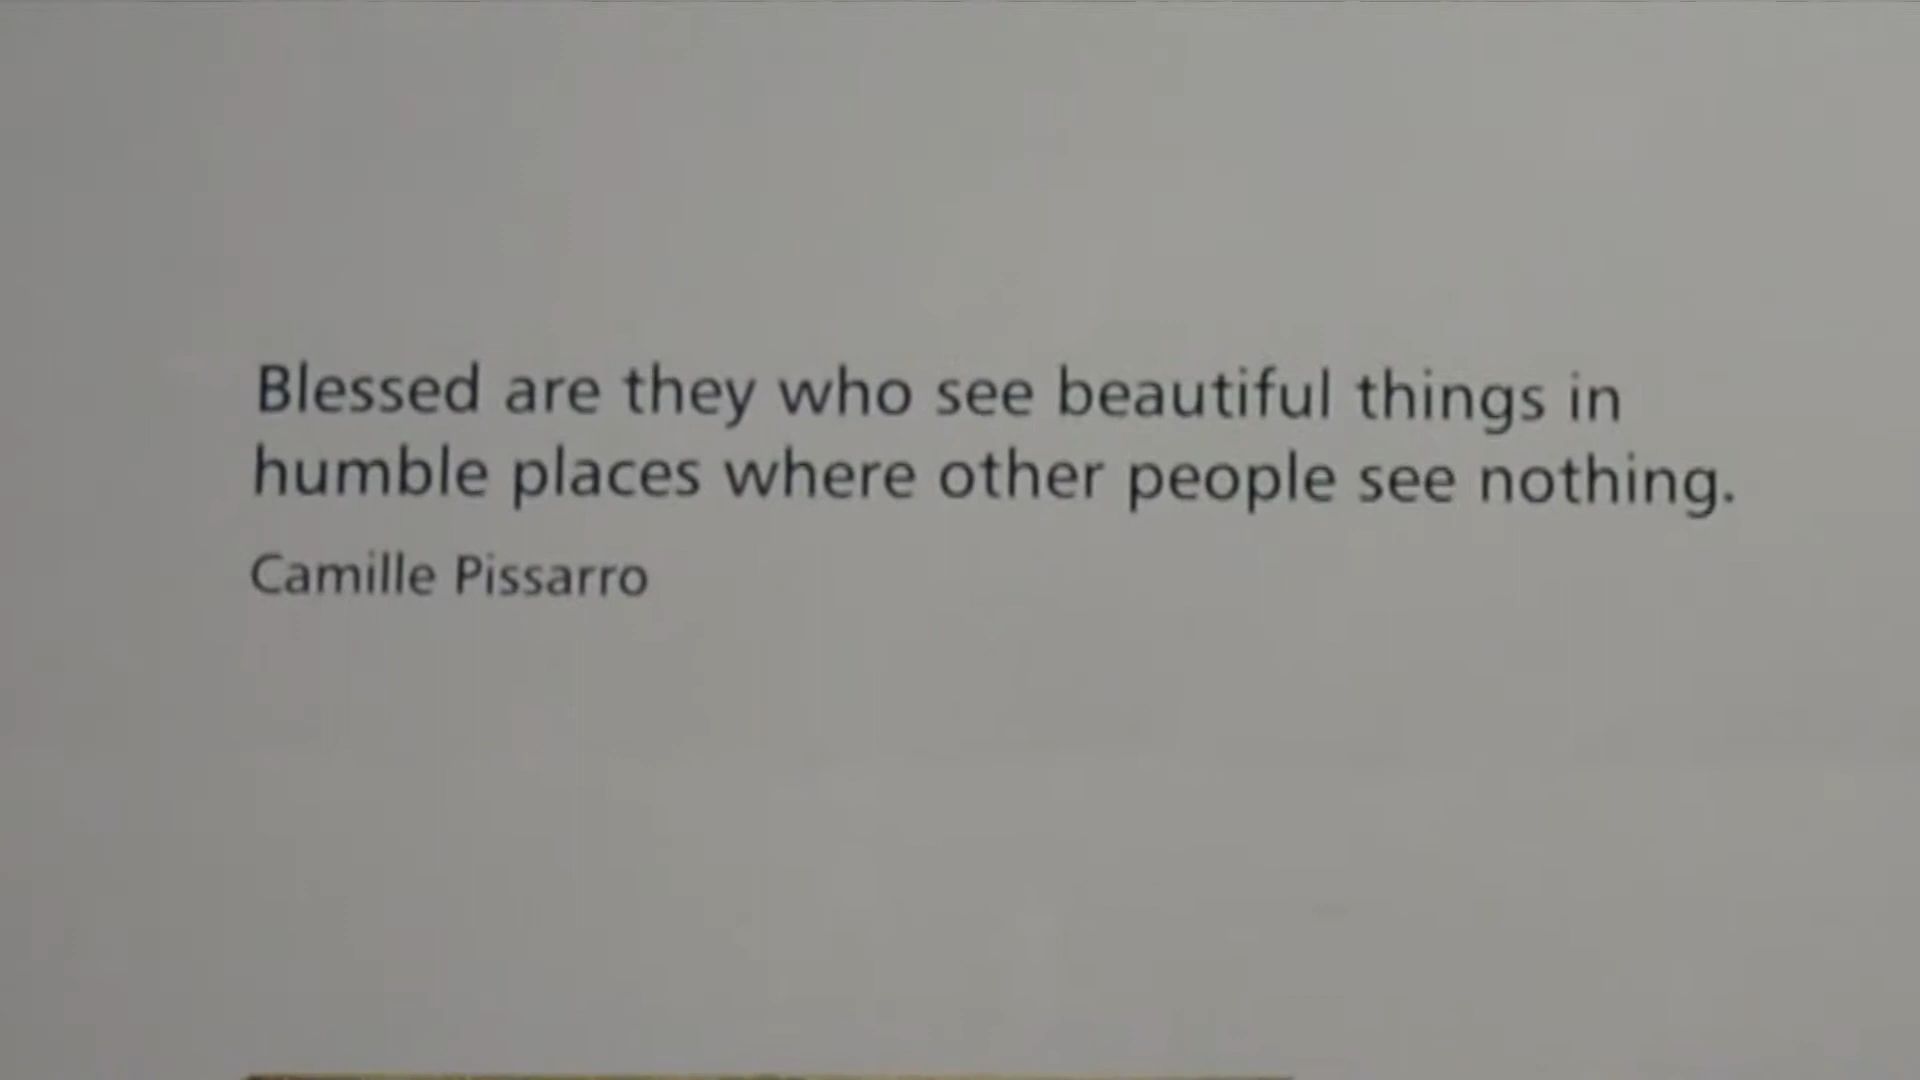 Blessed are they who see beautiful things in
humble places where other people see nothing.
Camille Pissarro